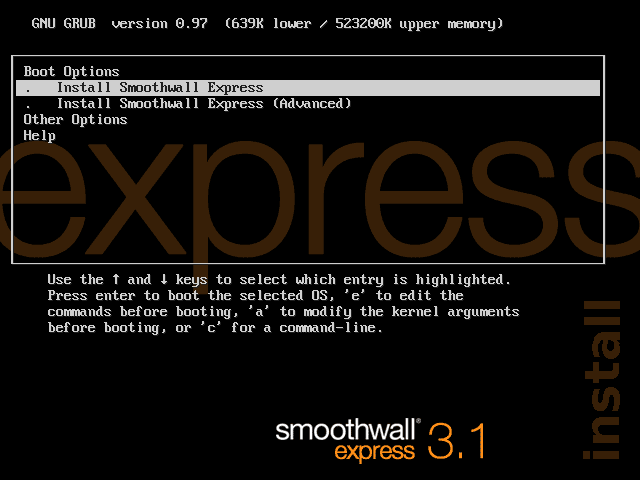 GNU GRUB  version 0.97  (639K lower / 523200K upper memory)
Boot Options
.   Install Smoothwall Express
.   Install Smoothwall Express (Advanced)
Other Options
Help
express
Use the ↑ and ↓ keys to select which entry is highlighted.
Press enter to boot the selected OS, 'e' to edit the
commands before booting, 'a' to modify the kernel arguments
before booting, or 'c' for a command-line.
install
smoothwall®
express 3.1